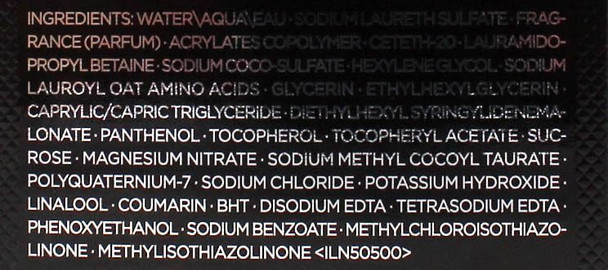 INGREDIENTS: WATER\AQUA\EAU · SODIUM LAURETH SULFATE · FRAG-
RANCE (PARFUM) · ACRYLATES COPOLYMER · CETETH-20 · LAURAMIDO-
PROPYL BETAINE · SODIUM COCO-SULFATE · HEXYLENE GLYCOL · SODIUM
LAUROYL OAT AMINO ACIDS · GLYCERIN · ETHYLHEXYLGLYCERIN ·
CAPRYLIC/CAPRIC TRIGLYCERIDE · DIETHYLHEXYL SYRINGYLIDENEMA-
LONATE · PANTHENOL · TOCOPHEROL · TOCOPHERYL ACETATE · SUC-
ROSE · MAGNESIUM NITRATE · SODIUM METHYL COCOYL TAURATE ·
POLYQUATERNIUM-7 · SODIUM CHLORIDE · POTASSIUM HYDROXIDE ·
LINALOOL · COUMARIN · BHT · DISODIUM EDTA · TETRASODIUM EDTA ·
PHENOXYETHANOL · SODIUM BENZOATE · METHYLCHLOROISOTHIAZO-
LINONE · METHYLISOTHIAZOLINONE <ILN50500>